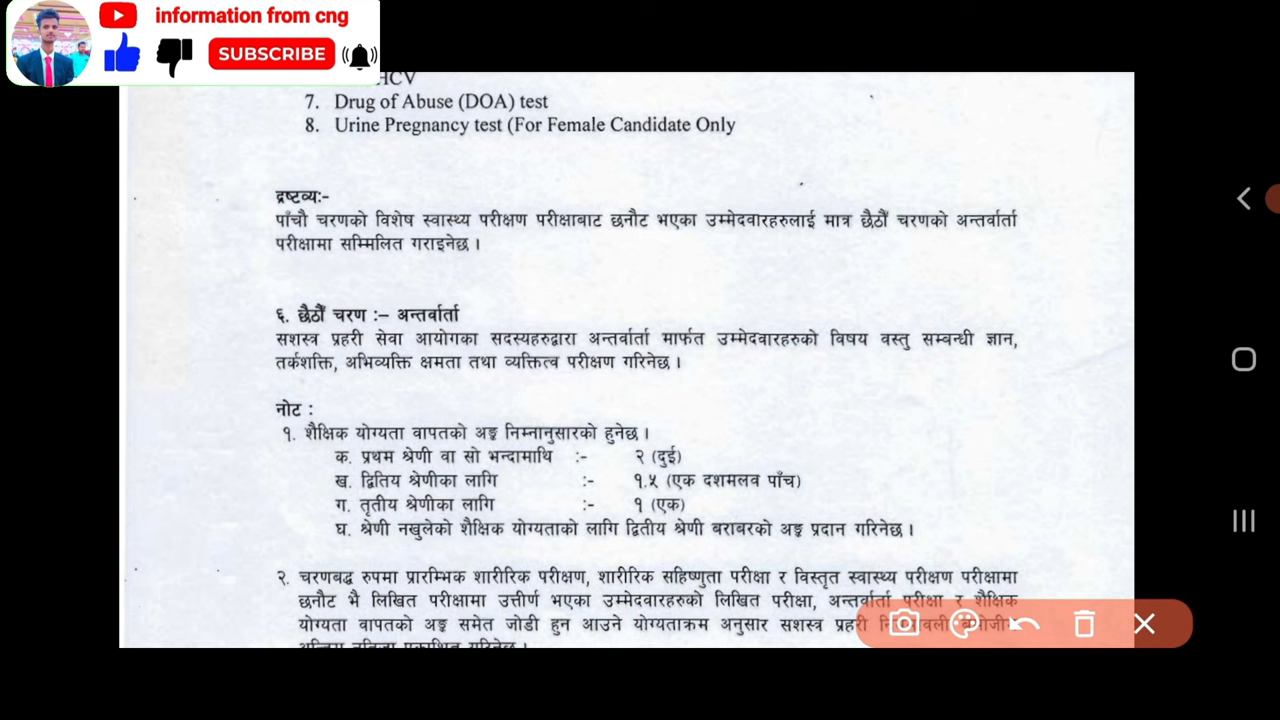 information from cng
SUBSCRIBE
HCV
7. Drug of Abuse (DOA) test
8. Urine Pregnancy test (For Female Candidate Only
द्रष्टव्यः-
पाँचौ चरणको विशेष स्वास्थ्य परीक्षण परीक्षाबाट छनौट भएका उम्मेदवारहरुलाई मात्र छैठौं चरणको अन्तर्वार्ता
परीक्षामा सम्मिलित गराइनेछ ।
६. छैठौं चरण :– अन्तर्वार्ता
सशस्त्र प्रहरी सेवा आयोगका सदस्यहरुद्वारा अन्तर्वार्ता मार्फत उम्मेदवारहरुको विषय वस्तु सम्बन्धी ज्ञान,
तर्कशक्ति, अभिव्यक्ति क्षमता तथा व्यक्तित्व परीक्षण गरिनेछ ।
नोट :
१. शैक्षिक योग्यता वापतको अङ्क निम्नानुसारको हुनेछ ।
क. प्रथम श्रेणी वा सो भन्दामाथि :- २ (दुई)
ख. द्वितिय श्रेणीका लागि :- १.५ (एक दशमलव पाँच)
ग. तृतीय श्रेणीका लागि :- १ (एक)
घ. श्रेणी नखुलेको शैक्षिक योग्यताको लागि द्वितीय श्रेणी बराबरको अङ्क प्रदान गरिनेछ ।
२. चरणबद्ध रुपमा प्रारम्भिक शारीरिक परीक्षण, शारीरिक सहिष्णुता परीक्षा र विस्तृत स्वास्थ्य परीक्षण परीक्षामा
छनौट भै लिखित परीक्षामा उत्तीर्ण भएका उम्मेदवारहरुको लिखित परीक्षा, अन्तर्वार्ता परीक्षा र शैक्षिक
योग्यता वापतको अङ्क समेत जोडी हुन आउने योग्यताक्रम अनुसार सशस्त्र प्रहरी